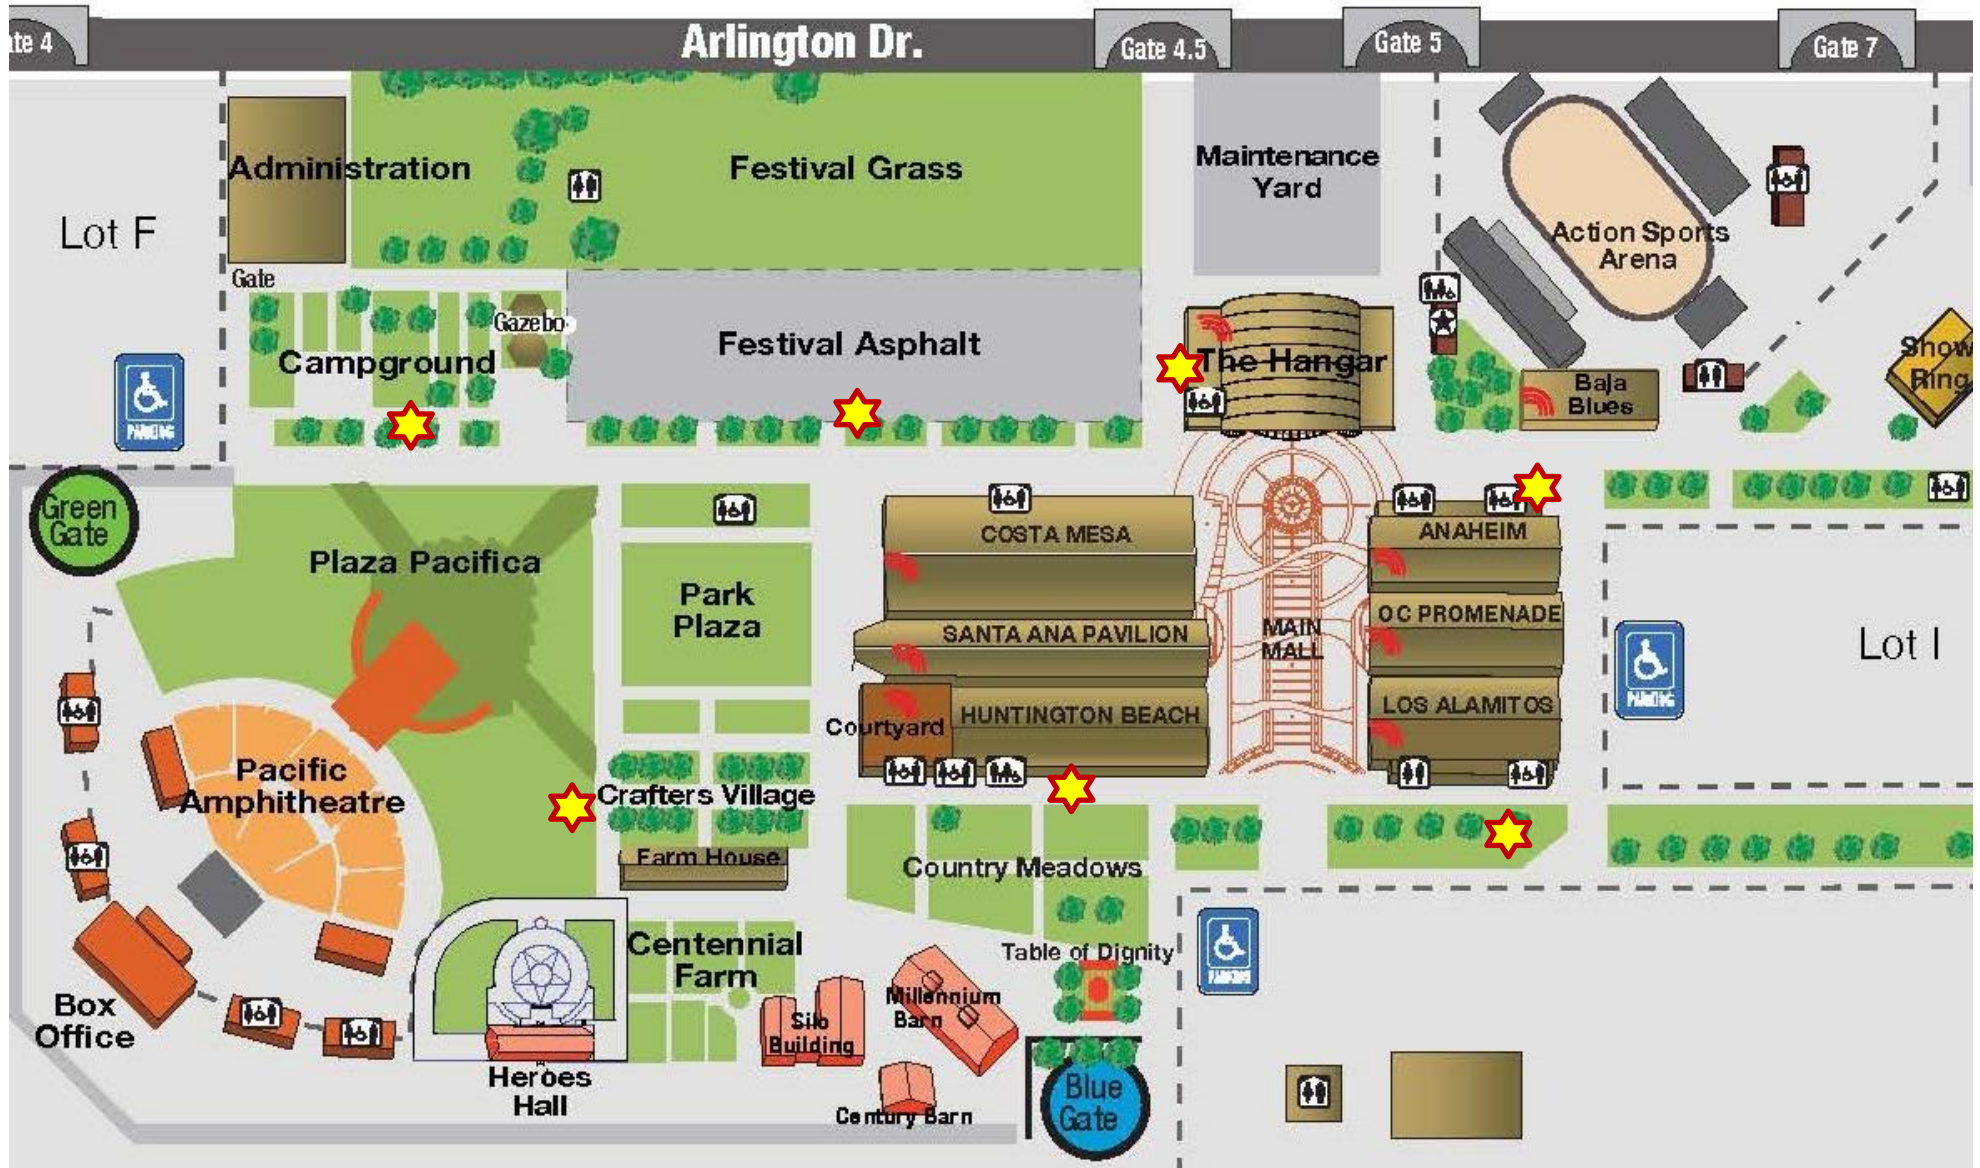 ate 4
Arlington Dr.
Gate 4.5
Gate 5
Gate 7
Administration
Festival Grass
Maintenance
Yard
Lot F
Action Sports
Arena
Gate
Gazebo
Festival Asphalt
Campground
The Hangar
Baja
Blues
Show
Ring
PARKING
Green
Gate
Plaza Pacifica
Park
Plaza
COSTA MESA
ANAHEIM
SANTA ANA PAVILION
MAIN
MALL
OC PROMENADE
Lot I
PARKING
Courtyard
HUNTINGTON BEACH
LOS ALAMITOS
Pacific
Amphitheatre
Crafters Village
Farm House
Country Meadows
Centennial
Farm
Table of Dignity
PARKING
Box
Office
Silo
Building
Millennium
Barn
Heroes
Hall
Century Barn
Blue
Gate